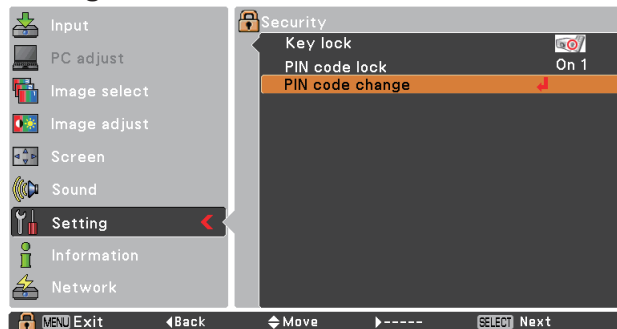 Input
PC adjust
Image select
Image adjust
Screen
Sound
Setting
Information
Network
Security
Key lock
PIN code lock On 1
PIN code change
MENU Exit Back Move ----- SELECT Next